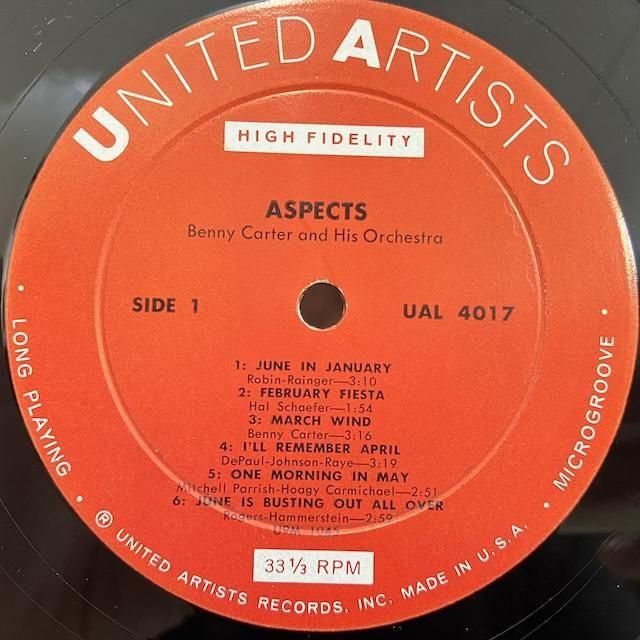 UNITED ARTISTS
HIGH FIDELITY
ASPECTS
Benny Carter and His Orchestra
SIDE 1
UAL 4017
1: JUNE IN JANUARY
Robin-Rainger—3:10
2: FEBRUARY FIESTA
Hal Schaefer—1:54
3: MARCH WIND
Benny Carter—3:16
4: I'LL REMEMBER APRIL
DePaul-Johnson-Raye—3:19
5: ONE MORNING IN MAY
Mitchell Parrish-Hoagy Carmichael—2:51
6: JUNE IS BUSTING OUT ALL OVER
Rogers-Hammerstein—2:59
U9M 1045
33⅓ RPM
• LONG PLAYING •
® UNITED ARTISTS RECORDS, INC. MADE IN U.S.A.
• MICROGROOVE •